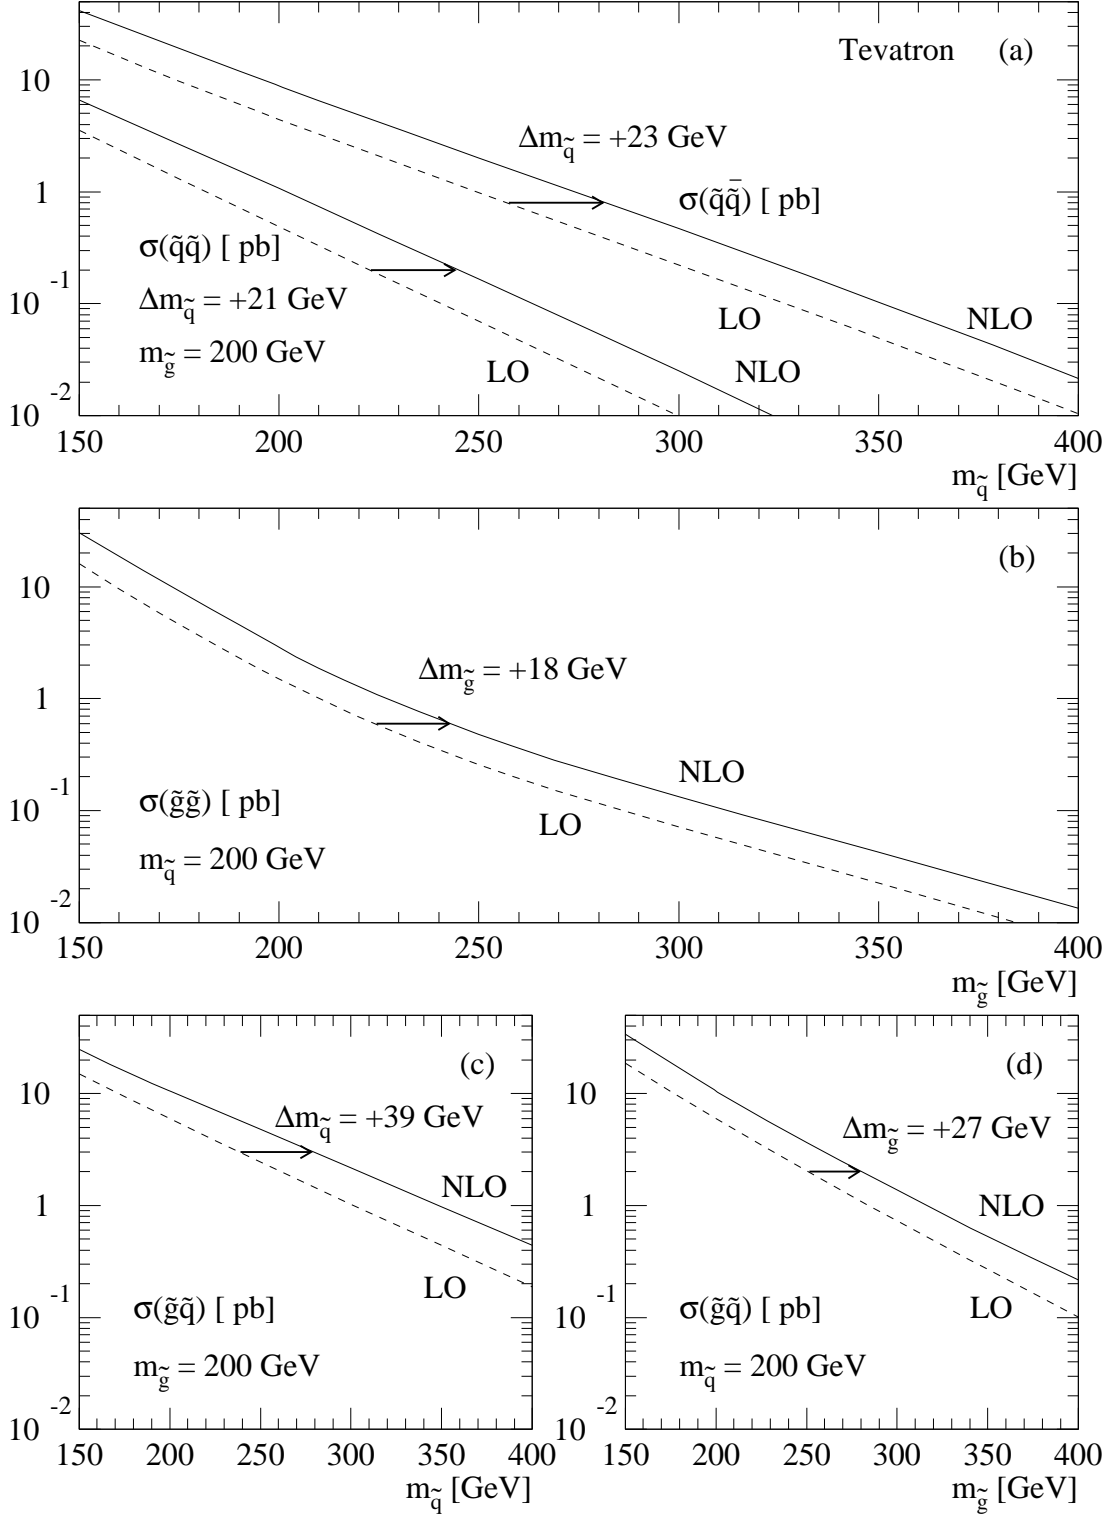 Tevatron (a)
10
Δm_q̃ = +23 GeV
1
σ(q̃q̃̄) [ pb]
σ(q̃q̃) [ pb]
10^-1
Δm_q̃ = +21 GeV
LO
NLO
m_g̃ = 200 GeV
LO
NLO
10^-2
150 200 250 300 350 400
m_q̃ [GeV]
(b)
10
Δm_g̃ = +18 GeV
1
NLO
10^-1
σ(g̃g̃) [ pb]
LO
m_q̃ = 200 GeV
10^-2
150 200 250 300 350 400
m_g̃ [GeV]
(c)
10
Δm_q̃ = +39 GeV
NLO
1
LO
10^-1
σ(g̃q̃) [ pb]
m_g̃ = 200 GeV
10^-2
150 200 250 300 350 400
m_q̃ [GeV]
(d)
10
Δm_g̃ = +27 GeV
NLO
1
10^-1
σ(g̃q̃) [ pb]
LO
m_q̃ = 200 GeV
10^-2
150 200 250 300 350 400
m_g̃ [GeV]